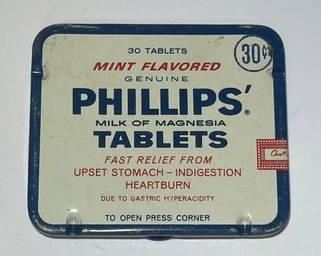 30 TABLETS
30¢
MINT FLAVORED
GENUINE
PHILLIPS'®
MILK OF MAGNESIA
TABLETS
FAST RELIEF FROM
UPSET STOMACH – INDIGESTION
HEARTBURN
DUE TO GASTRIC HYPERACIDITY
TO OPEN PRESS CORNER